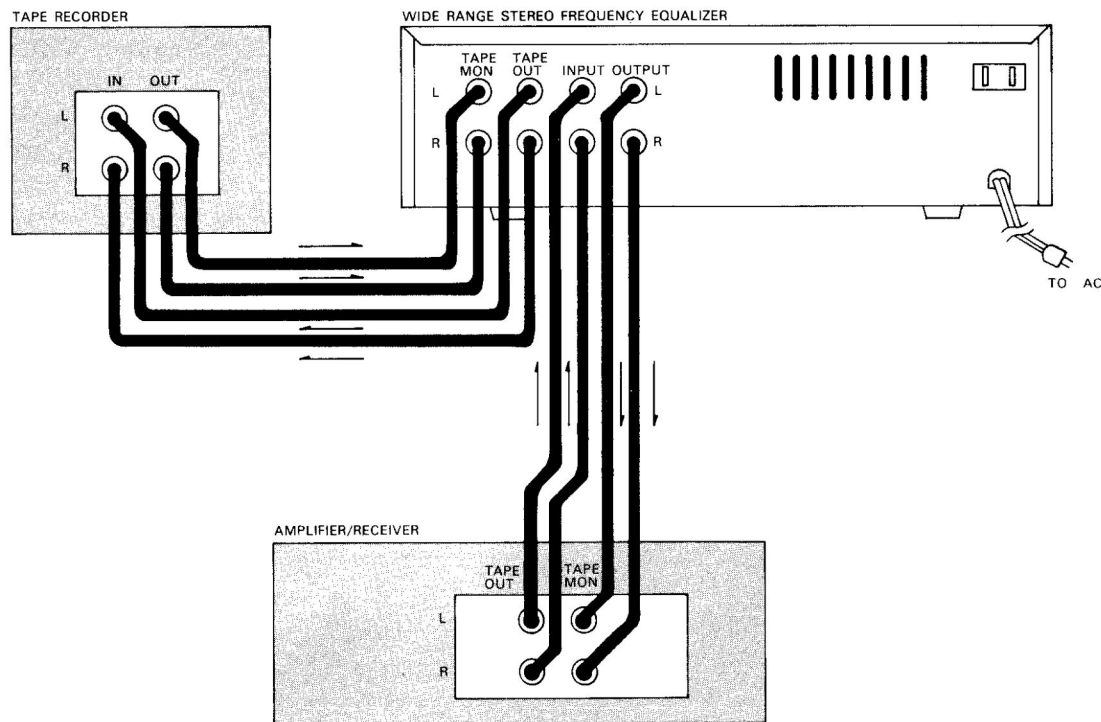 TAPE RECORDER
IN OUT
L
R
WIDE RANGE STEREO FREQUENCY EQUALIZER
TAPE MON
TAPE OUT
INPUT
OUTPUT
L
L
R
R
TO AC
AMPLIFIER/RECEIVER
TAPE OUT
TAPE MON
L
R